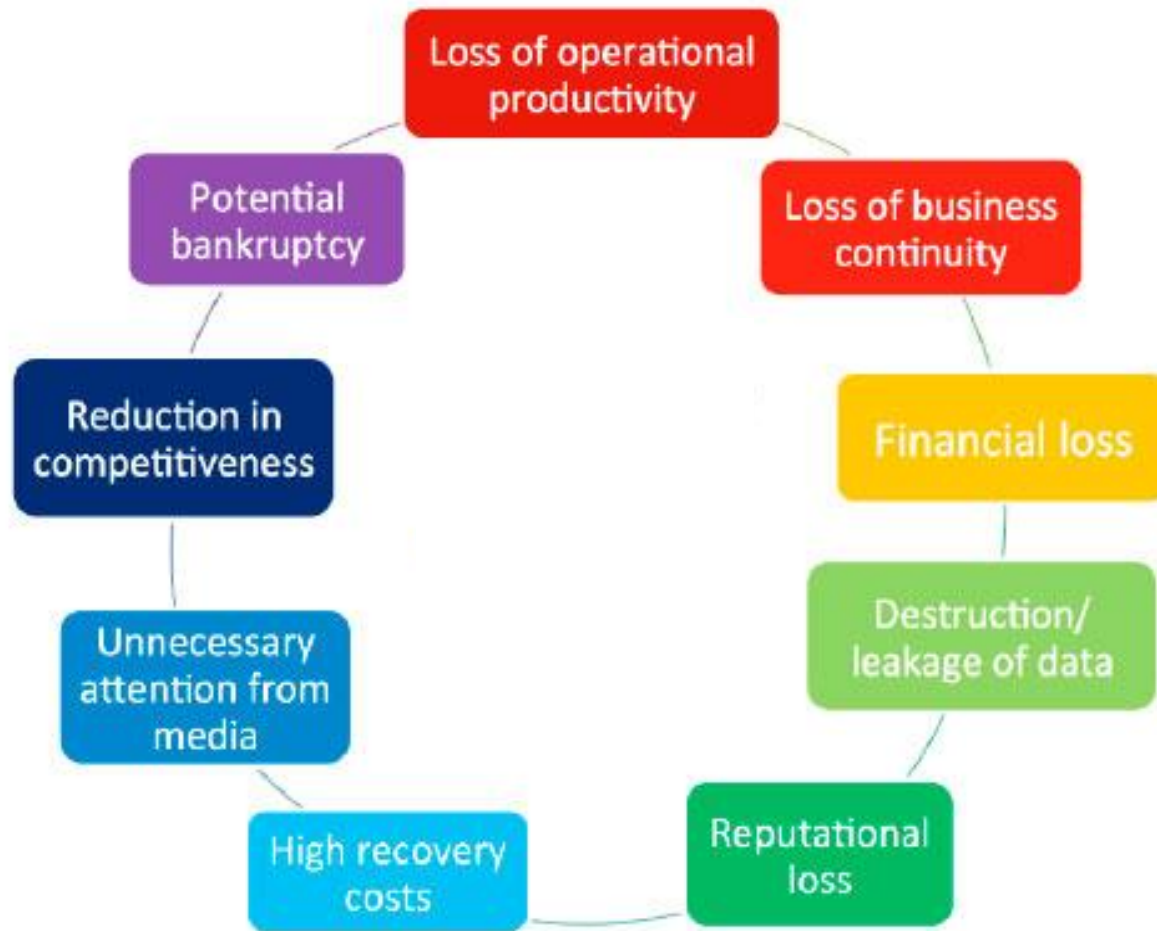 Loss of operational
productivity
Loss of business
continuity
Financial loss
Destruction/
leakage of data
Reputational
loss
High recovery
costs
Unnecessary
attention from
media
Reduction in
competitiveness
Potential
bankruptcy